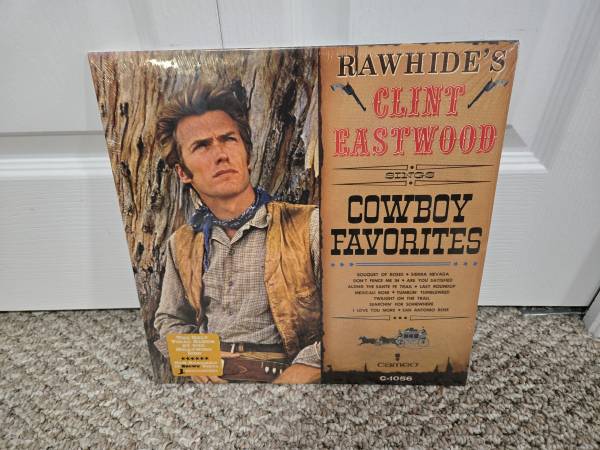 RAWHIDE'S
CLINT
EASTWOOD
SINGS
COWBOY
FAVORITES
BOUQUET OF ROSES • SIERRA NEVADA
DON'T FENCE ME IN • ARE YOU SATISFIED
ALONG THE SANTE FE TRAIL • LAST ROUNDUP
MEXICALI ROSE • TUMBLIN' TUMBLEWEED
TWILIGHT ON THE TRAIL
SEARCHIN' FOR SOMEWHERE
I LOVE YOU MORE • SAN ANTONIO ROSE
CAMEO
C-1056